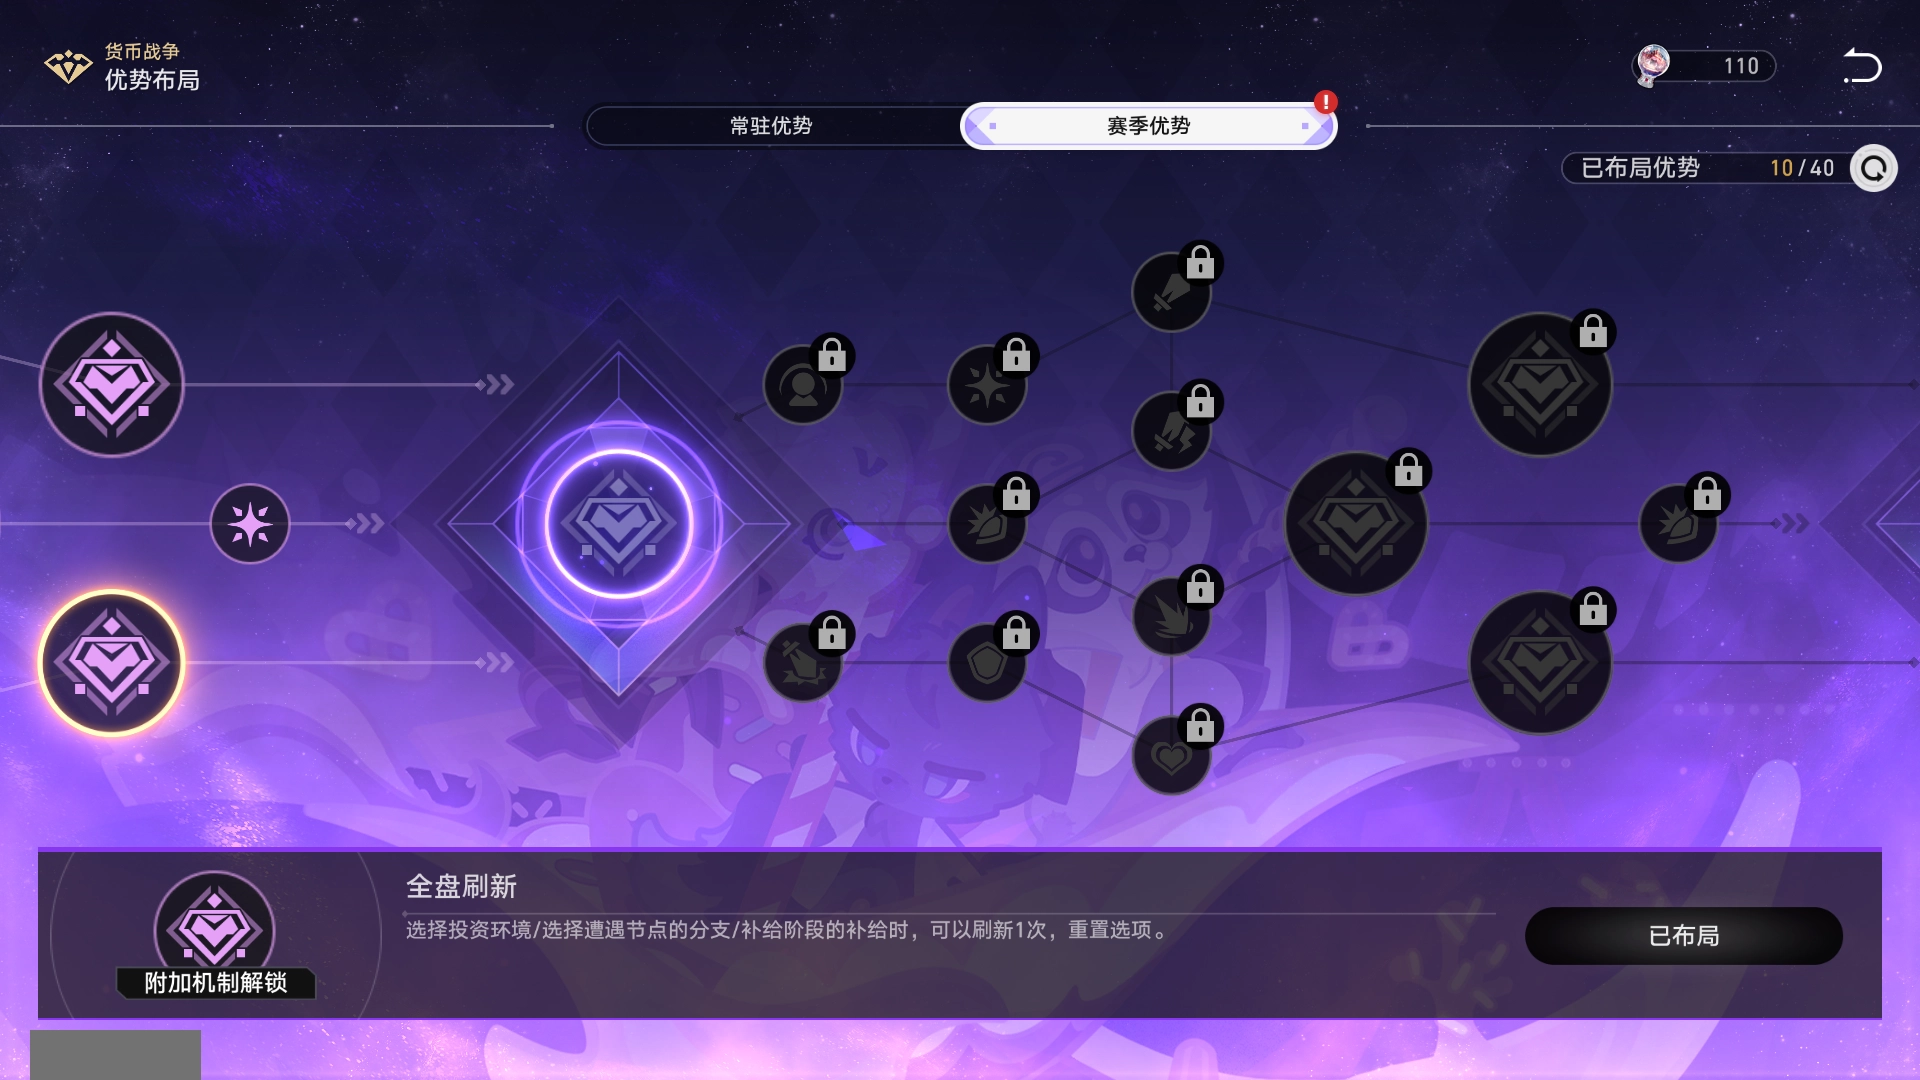 货币战争
优势布局
110
常驻优势
赛季优势
已布局优势 10/40
全盘刷新
选择投资环境/选择遭遇节点的分支/补给阶段的补给时，可以刷新1次，重置选项。
附加机制解锁
已布局